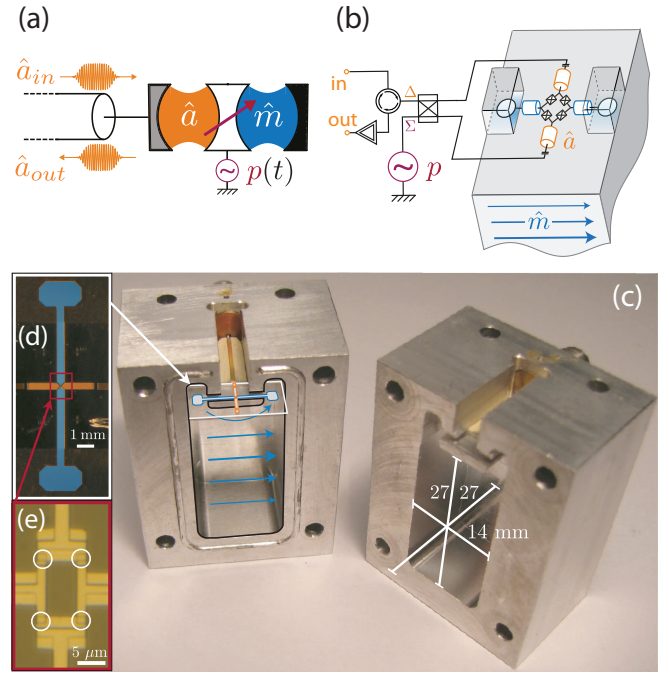 (a)
â_in
â
m̂
â_out
~ p(t)
(b)
in
Δ
out
Σ
â
~ p
m̂
(c)
(d)
1 mm
27 27
14 mm
(e)
5 μm